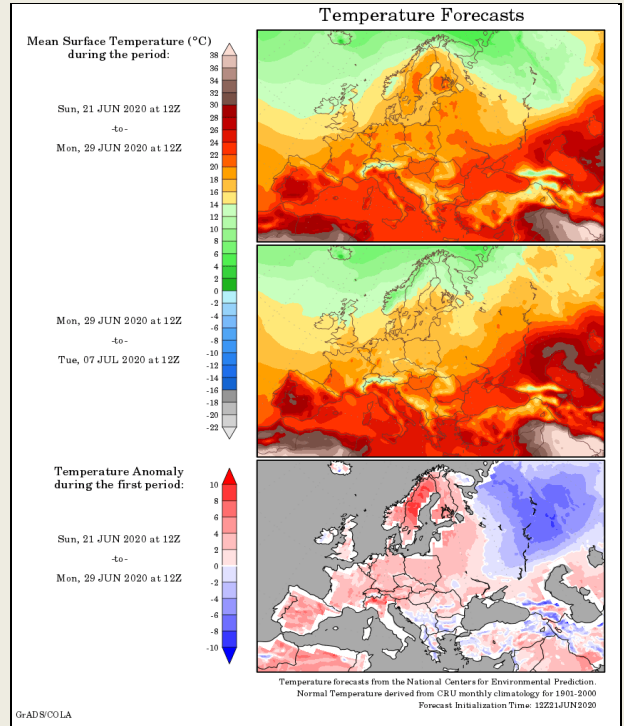 Temperature Forecasts
Mean Surface Temperature (°C)
during the period:
Sun, 21 JUN 2020 at 12Z
-to-
Mon, 29 JUN 2020 at 12Z
38
36
34
32
30
28
26
24
22
20
18
16
14
12
10
8
6
4
2
0
-2
-4
-6
-8
-10
-12
-14
-16
-18
-20
-22
Mon, 29 JUN 2020 at 12Z
-to-
Tue, 07 JUL 2020 at 12Z
Temperature Anomaly
during the first period:
Sun, 21 JUN 2020 at 12Z
-to-
Mon, 29 JUN 2020 at 12Z
10
8
6
4
2
0
-2
-4
-6
-8
-10
Temperature forecasts from the National Centers for Environmental Prediction.
Normal Temperature derived from CRU monthly climatology for 1901-2000
Forecast Initialization Time: 12Z21JUN2020
GrADS/COLA